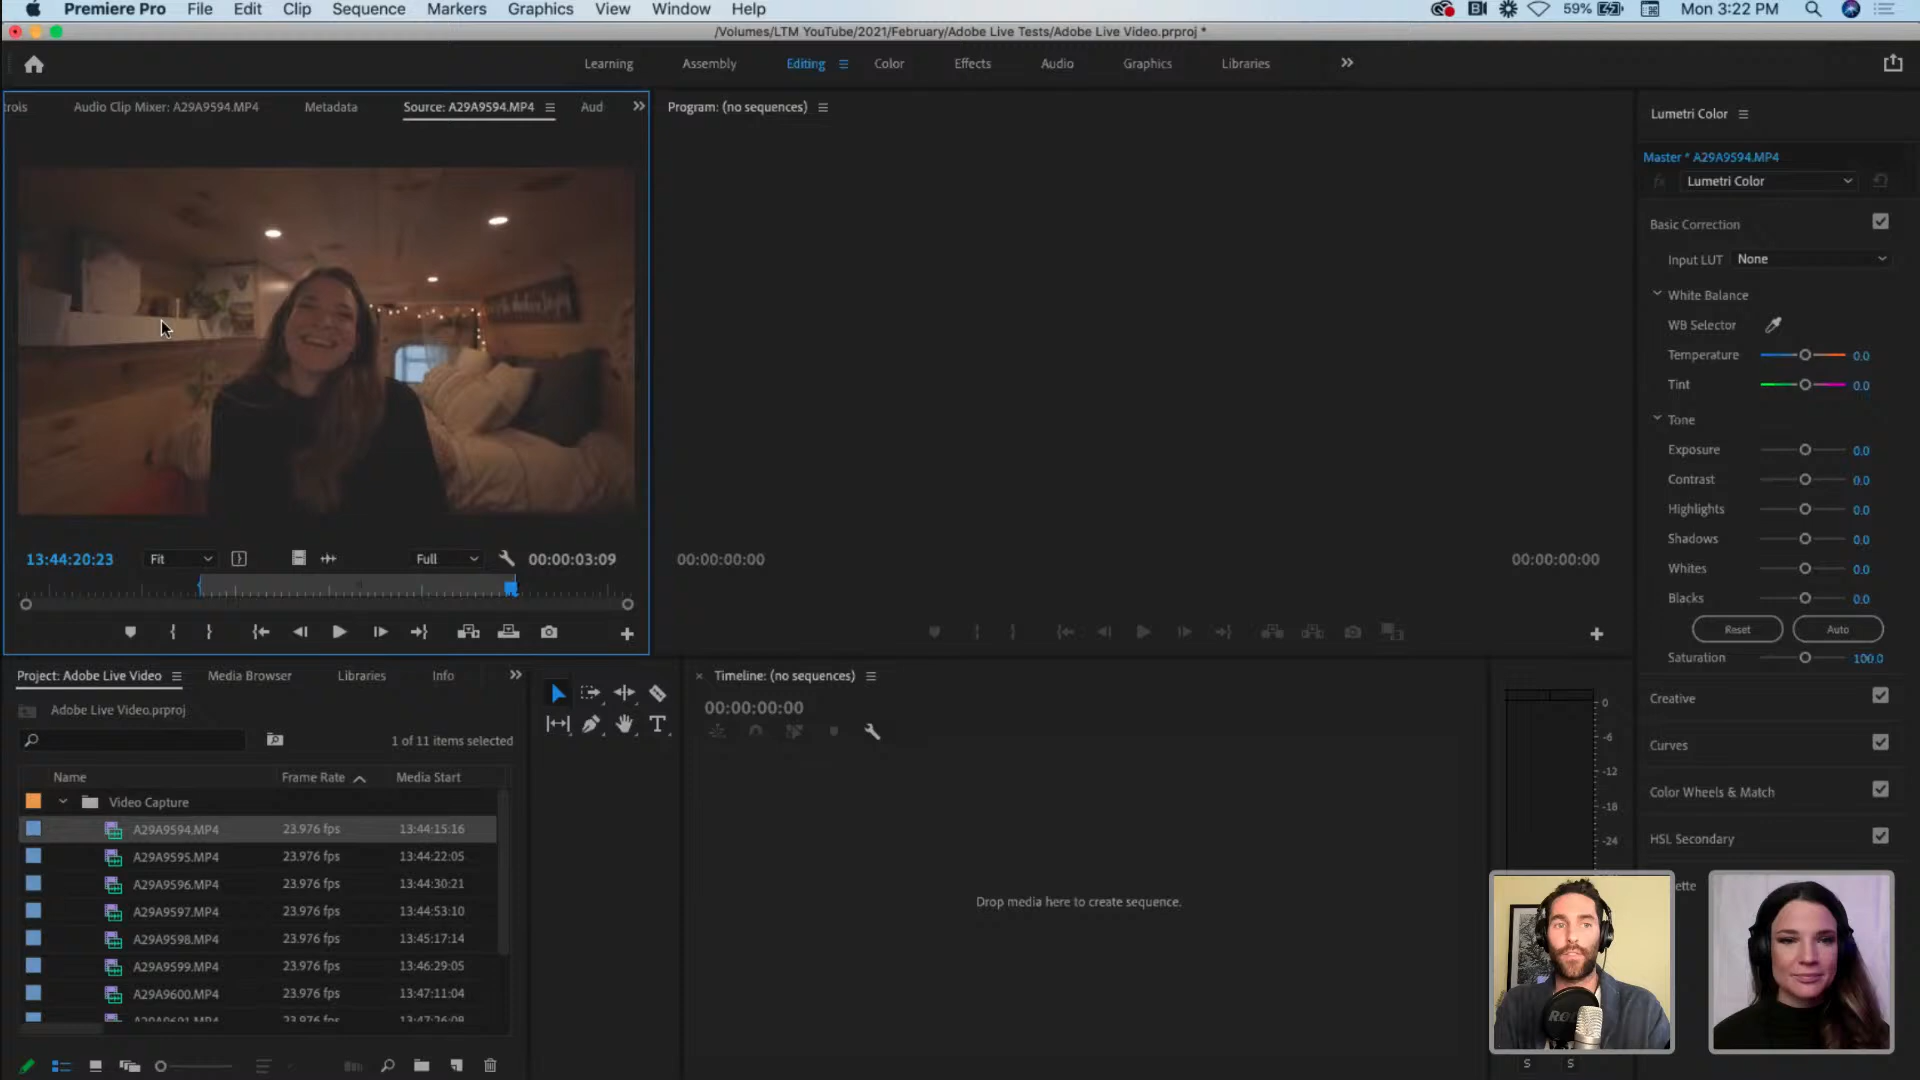 Premiere Pro File Edit Clip Sequence Markers Graphics View Window Help 59% Mon 3:22 PM
/Volumes/LTM YouTube/2021/February/Adobe Live Tests/Adobe Live Video.prproj *
Learning Assembly Editing Color Effects Audio Graphics Libraries
trols Audio Clip Mixer: A29A9594.MP4 Metadata Source: A29A9594.MP4 Aud
Program: (no sequences)
Lumetri Color
Master * A29A9594.MP4
fx Lumetri Color
Basic Correction
Input LUT None
White Balance
WB Selector
Temperature 0.0
Tint 0.0
Tone
Exposure 0.0
Contrast 0.0
Highlights 0.0
Shadows 0.0
Whites 0.0
Blacks 0.0
Reset Auto
Saturation 100.0
Creative
Curves
Color Wheels & Match
HSL Secondary
ette
13:44:20:23 Fit Full 00:00:03:09
00:00:00:00 00:00:00:00
Project: Adobe Live Video Media Browser Libraries Info
Adobe Live Video.prproj
1 of 11 items selected
Name Frame Rate Media Start
Video Capture
A29A9594.MP4 23.976 fps 13:44:15:16
A29A9595.MP4 23.976 fps 13:44:22:05
A29A9596.MP4 23.976 fps 13:44:30:21
A29A9597.MP4 23.976 fps 13:44:53:10
A29A9598.MP4 23.976 fps 13:45:17:14
A29A9599.MP4 23.976 fps 13:46:29:05
A29A9600.MP4 23.976 fps 13:47:11:04
Timeline: (no sequences)
00:00:00:00
Drop media here to create sequence.
0
-6
-12
-18
-24
S S